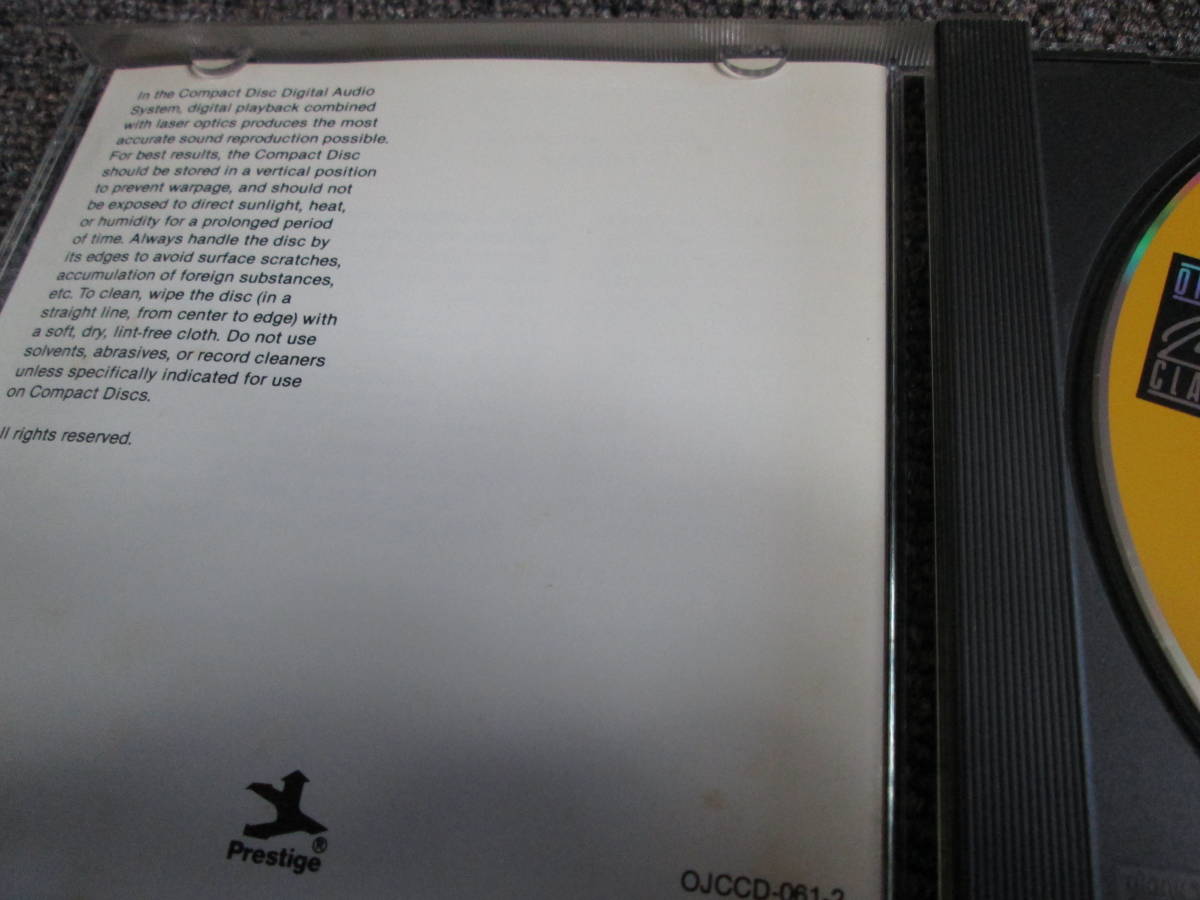 In the Compact Disc Digital Audio
System, digital playback combined
with laser optics produces the most
accurate sound reproduction possible.
For best results, the Compact Disc
should be stored in a vertical position
to prevent warpage, and should not
be exposed to direct sunlight, heat,
or humidity for a prolonged period
of time. Always handle the disc by
its edges to avoid surface scratches,
accumulation of foreign substances,
etc. To clean, wipe the disc (in a
straight line, from center to edge) with
a soft, dry, lint-free cloth. Do not use
solvents, abrasives, or record cleaners
unless specifically indicated for use
on Compact Discs.
ll rights reserved.
Prestige®
OJCCD-061-2
CLA